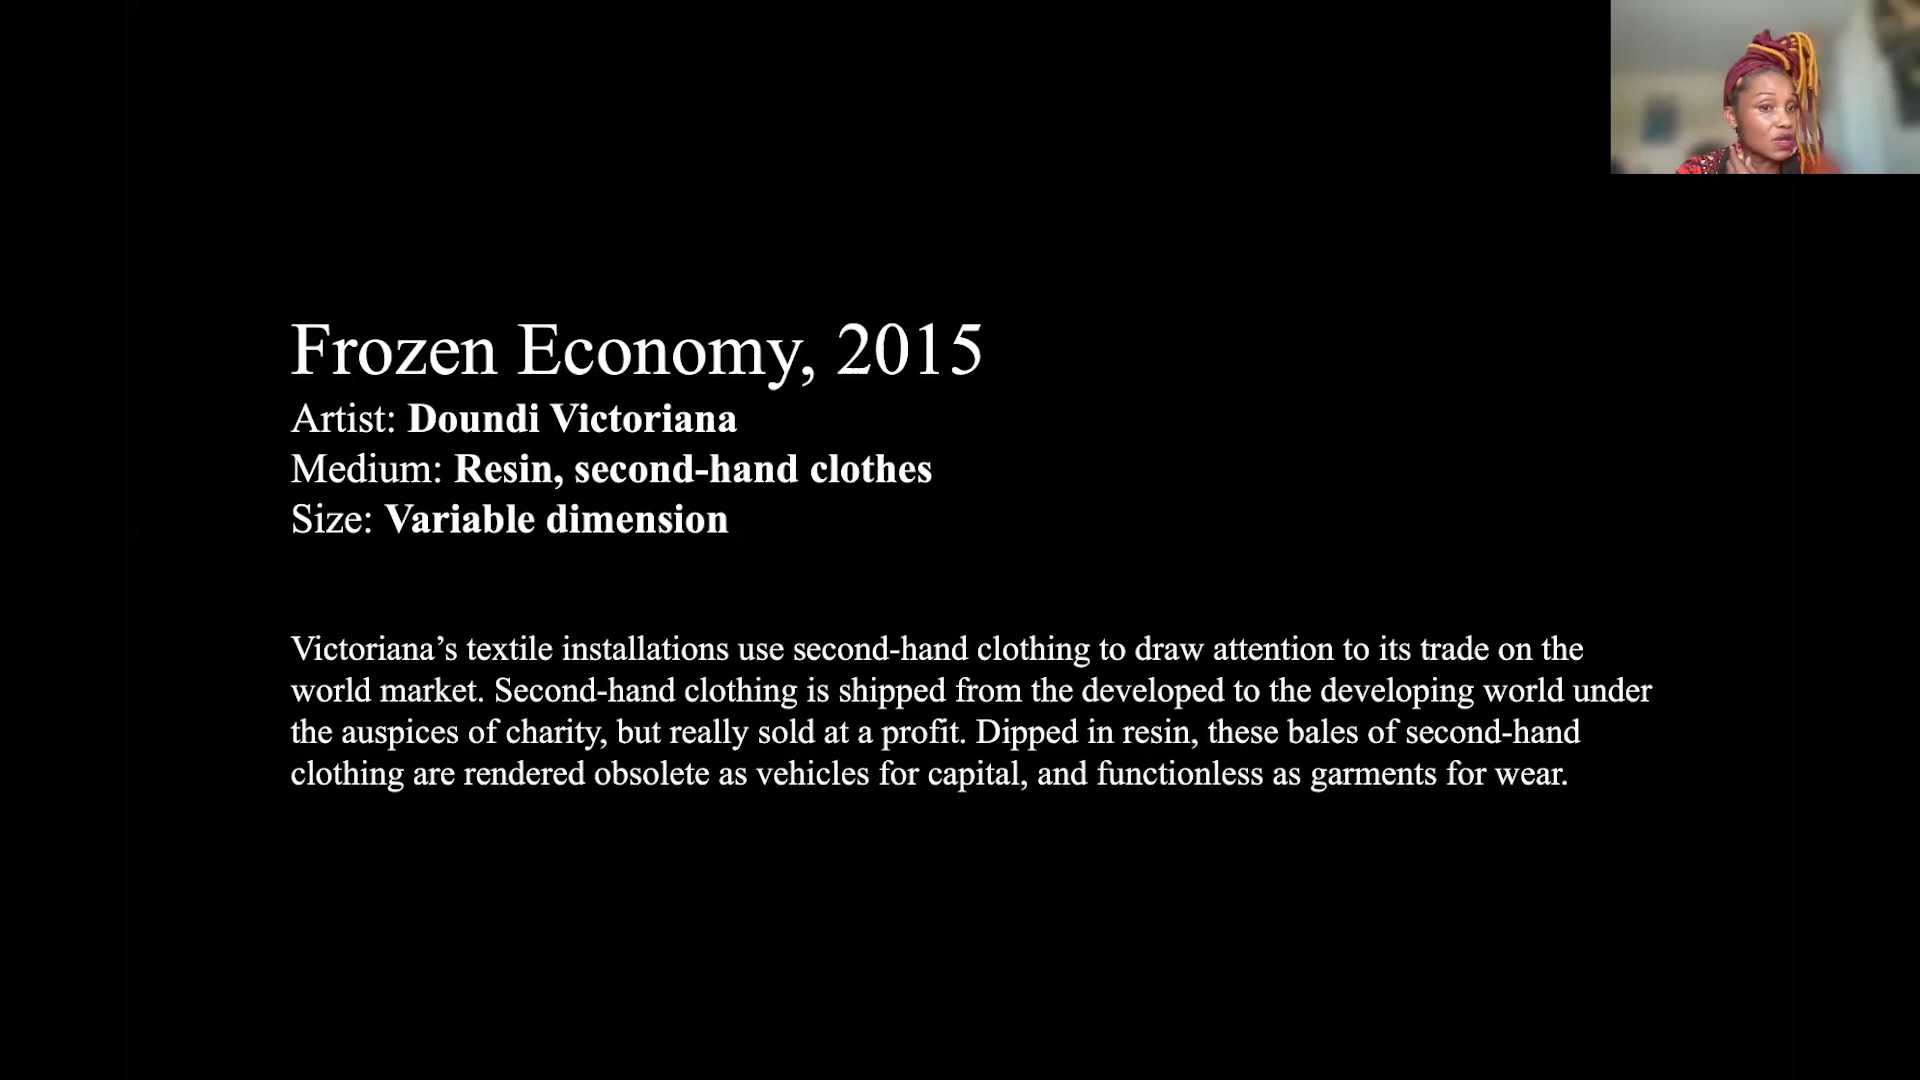 Frozen Economy, 2015
Artist: Doundi Victoriana
Medium: Resin, second-hand clothes
Size: Variable dimension
Victoriana’s textile installations use second-hand clothing to draw attention to its trade on the
world market. Second-hand clothing is shipped from the developed to the developing world under
the auspices of charity, but really sold at a profit. Dipped in resin, these bales of second-hand
clothing are rendered obsolete as vehicles for capital, and functionless as garments for wear.